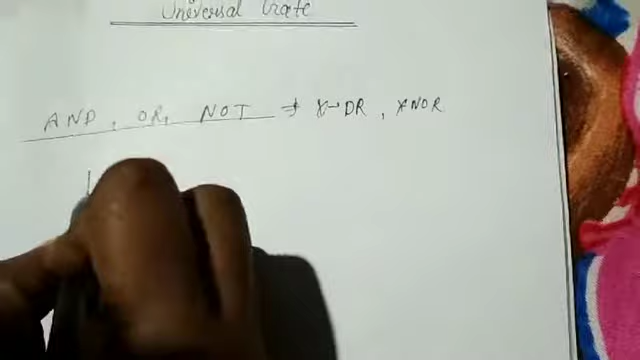 Universal Gate
AND, OR, NOT → X-OR, XNOR